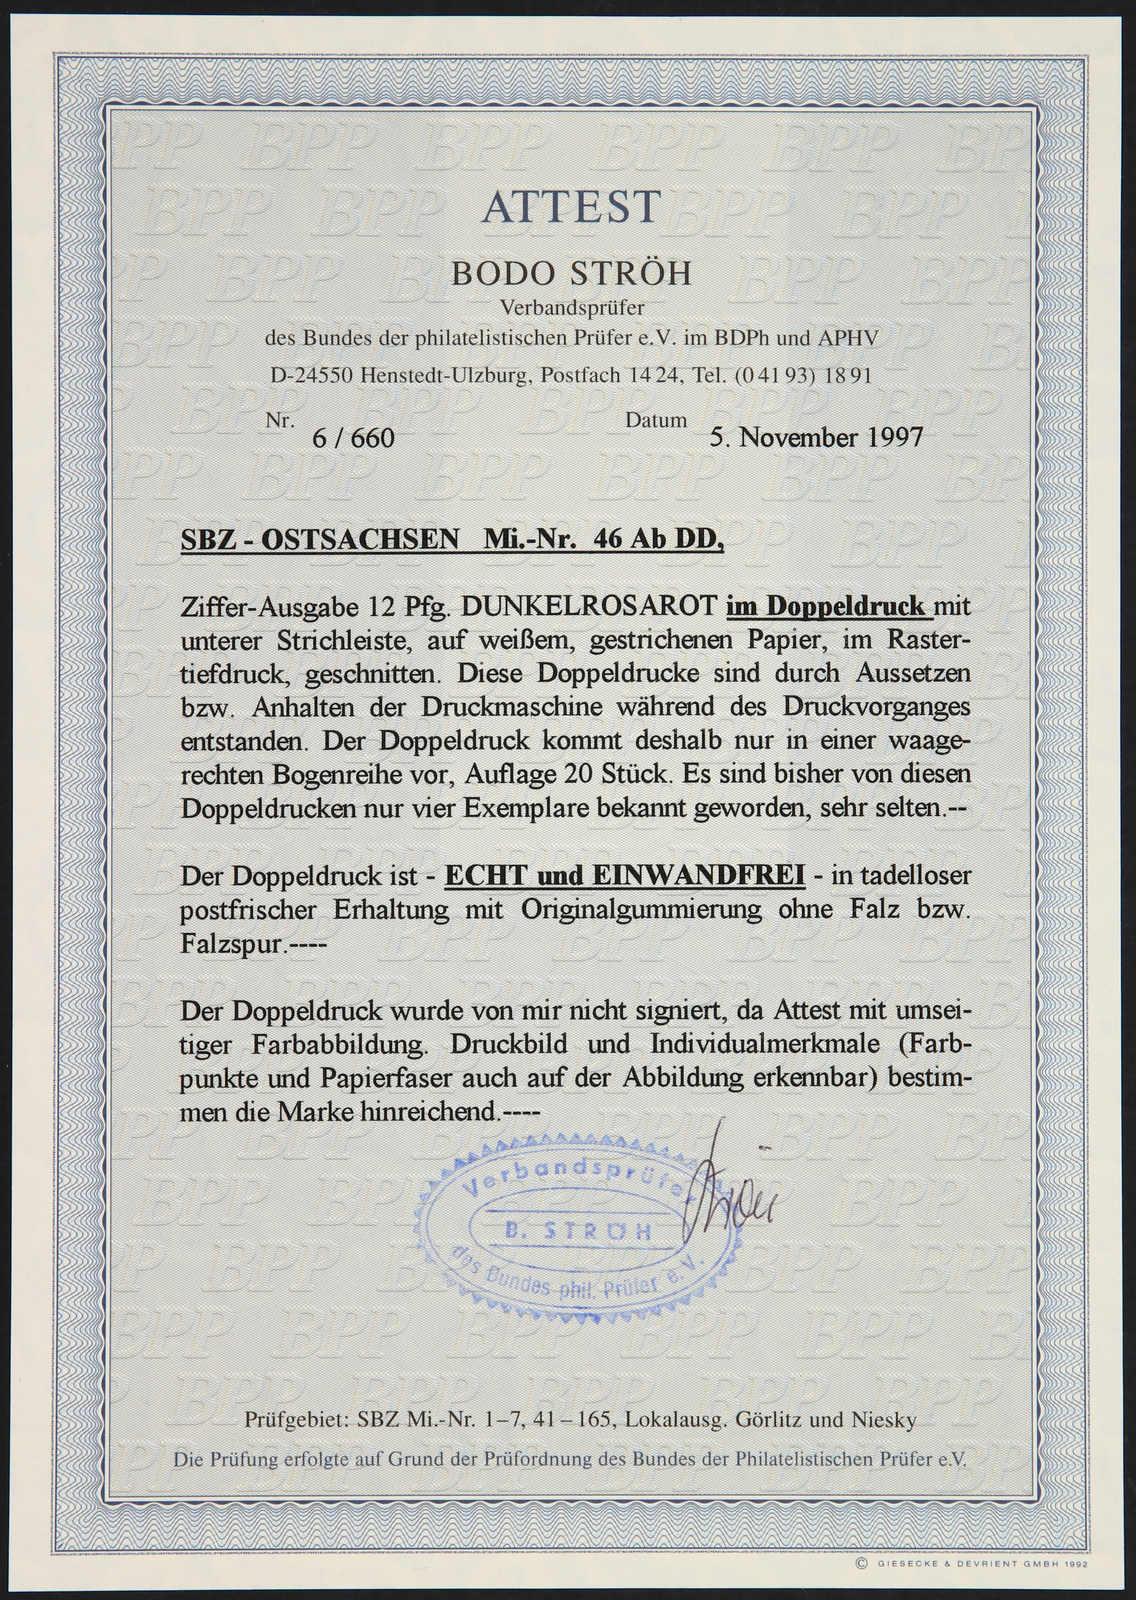 ATTEST
BODO STRÖH
Verbandsprüfer
des Bundes der philatelistischen Prüfer e.V. im BDPh und APHV
D-24550 Henstedt-Ulzburg, Postfach 14 24, Tel. (0 41 93) 18 91
Nr. 6 / 660 Datum 5. November 1997
SBZ - OSTSACHSEN Mi.-Nr. 46 Ab DD,
Ziffer-Ausgabe 12 Pfg. DUNKELROSAROT im Doppeldruck mit
unterer Strichleiste, auf weißem, gestrichenen Papier, im Raster-
tiefdruck, geschnitten. Diese Doppeldrucke sind durch Aussetzen
bzw. Anhalten der Druckmaschine während des Druckvorganges
entstanden. Der Doppeldruck kommt deshalb nur in einer waage-
rechten Bogenreihe vor, Auflage 20 Stück. Es sind bisher von diesen
Doppeldrucken nur vier Exemplare bekannt geworden, sehr selten.--
Der Doppeldruck ist - ECHT und EINWANDFREI - in tadelloser
postfrischer Erhaltung mit Originalgummierung ohne Falz bzw.
Falzspur.----
Der Doppeldruck wurde von mir nicht signiert, da Attest mit umsei-
tiger Farbabbildung. Druckbild und Individualmerkmale (Farb-
punkte und Papierfaser auch auf der Abbildung erkennbar) bestim-
men die Marke hinreichend.----
Verbandsprüfer
B. STRÖH
des Bundes phil. Prüfer e.V.
Ströh
Prüfgebiet: SBZ Mi.-Nr. 1–7, 41–165, Lokalausg. Görlitz und Niesky
Die Prüfung erfolgte auf Grund der Prüfordnung des Bundes der Philatelistischen Prüfer e.V.
© GIESECKE & DEVRIENT GMBH 1992